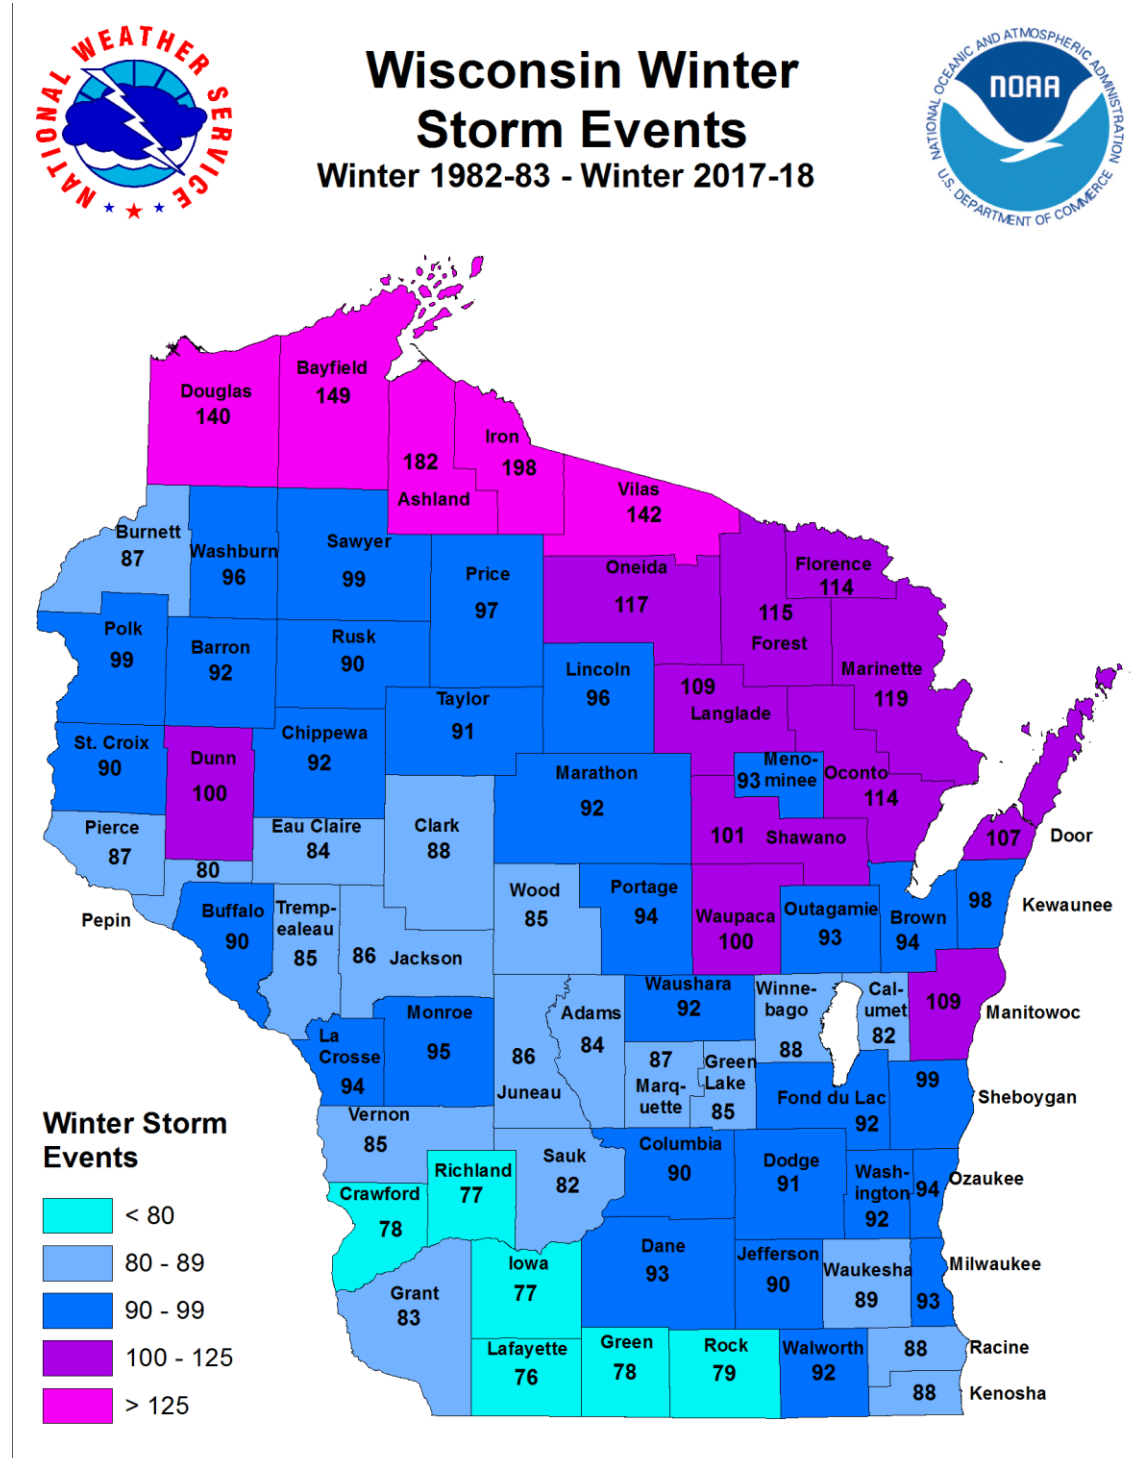 NATIONAL WEATHER SERVICE
Wisconsin Winter
Storm Events
Winter 1982-83 - Winter 2017-18
NATIONAL OCEANIC AND ATMOSPHERIC ADMINISTRATION
NOAA
U.S. DEPARTMENT OF COMMERCE
Douglas
140
Bayfield
149
182
Ashland
Iron
198
Vilas
142
Burnett
87
Washburn
96
Sawyer
99
Price
97
Oneida
117
Florence
114
115
Forest
Polk
99
Barron
92
Rusk
90
Lincoln
96
Marinette
119
109
Langlade
Taylor
91
St. Croix
90
Dunn
100
Chippewa
92
Marathon
92
Meno-
93 minee
Oconto
114
Pierce
87
80
Pepin
Eau Claire
84
Clark
88
101
Shawano
107
Door
Buffalo
90
Tremp-
ealeau
85
86
Jackson
Wood
85
Portage
94
Waupaca
100
Outagamie
93
Brown
94
98
Kewaunee
La
Crosse
94
Monroe
95
86
Juneau
Adams
84
Waushara
92
Winne-
bago
88
Cal-
umet
82
109
Manitowoc
87
Marq-
uette
Green
Lake
85
Fond du Lac
92
99
Sheboygan
Vernon
85
Richland
77
Sauk
82
Columbia
90
Dodge
91
Wash-
ington
92
94
Ozaukee
Crawford
78
Grant
83
Iowa
77
Dane
93
Jefferson
90
Waukesha
89
93
Milwaukee
Lafayette
76
Green
78
Rock
79
Walworth
92
88
Racine
88
Kenosha
Winter Storm
Events
< 80
80 - 89
90 - 99
100 - 125
> 125